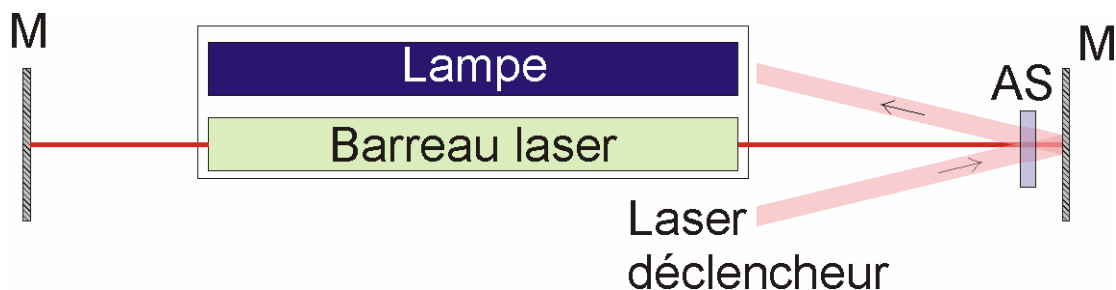 M
Lampe
M
AS
Barreau laser
Laser
déclencheur